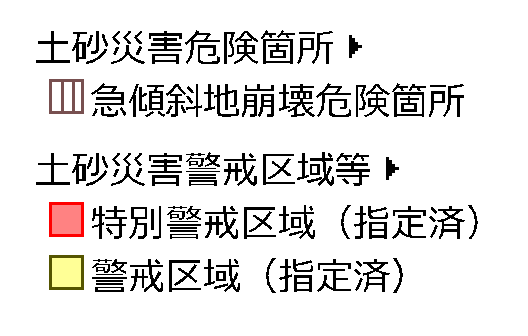 土砂災害危険箇所
急傾斜地崩壊危険箇所
土砂災害警戒区域等
特別警戒区域（指定済）
警戒区域（指定済）